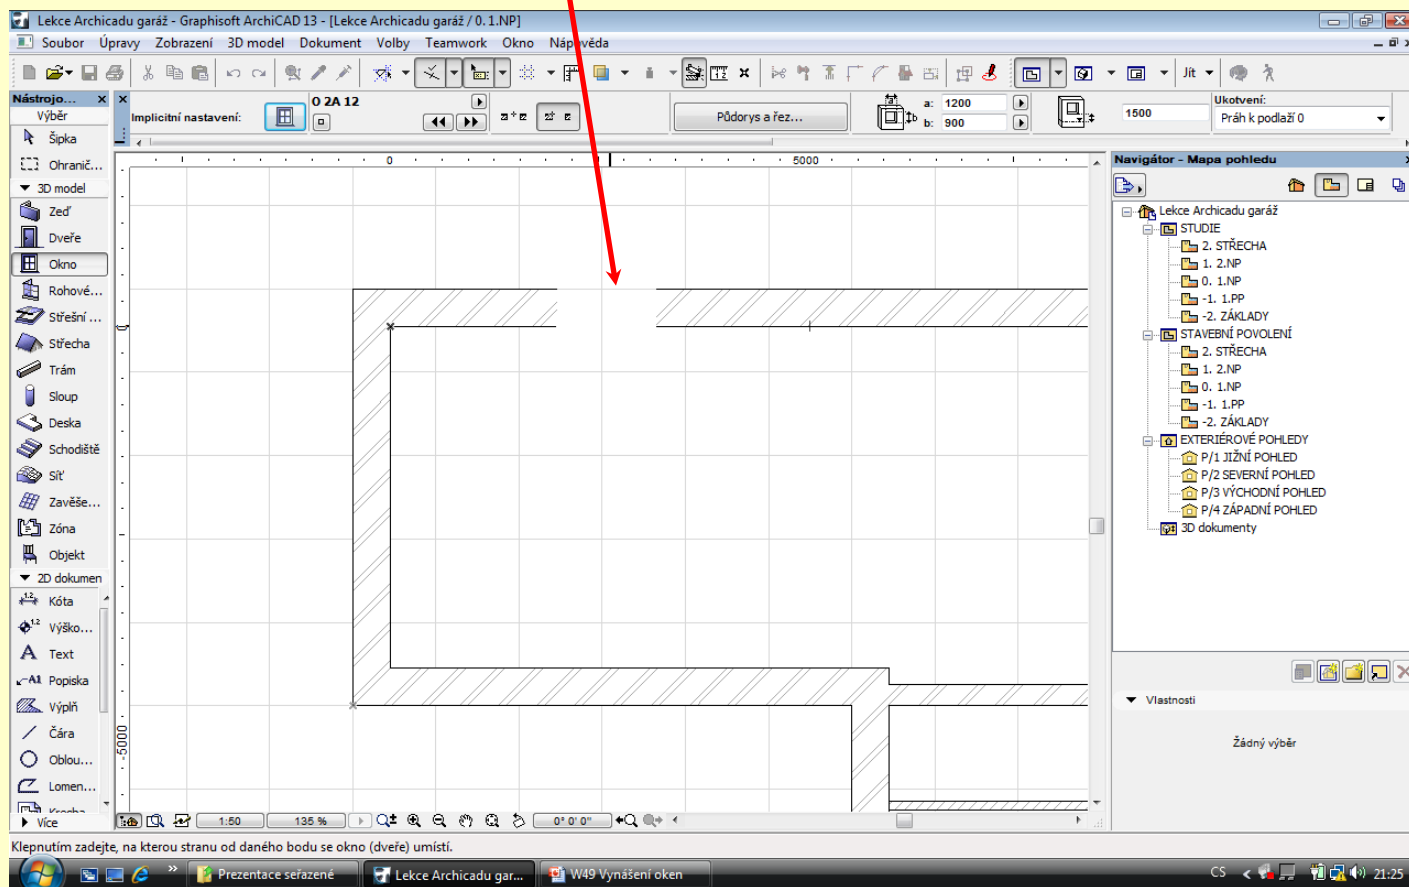 Lekce Archicadu garáž - Graphisoft ArchiCAD 13 - [Lekce Archicadu garáž / 0. 1.NP]
Soubor Úpravy Zobrazení 3D model Dokument Volby Teamwork Okno Nápověda
Jít
Nástrojo...
Výběr
Šipka
Ohranič...
3D model
Zeď
Dveře
Okno
Rohové...
Střešní ...
Střecha
Trám
Sloup
Deska
Schodiště
Síť
Zavěše...
Zóna
Objekt
2D dokumen
Kóta
Výško...
Text
Popiska
Výplň
Čára
Oblou...
Lomen...
Více
Implicitní nastavení:
O 2A 12
Půdorys a řez...
a: 1200
b: 900
1500
Ukotvení:
Práh k podlaží 0
0
5000
-5000
Navigátor - Mapa pohledu
Lekce Archicadu garáž
STUDIE
2. STŘECHA
1. 2.NP
0. 1.NP
-1. 1.PP
-2. ZÁKLADY
STAVEBNÍ POVOLENÍ
2. STŘECHA
1. 2.NP
0. 1.NP
-1. 1.PP
-2. ZÁKLADY
EXTERIÉROVÉ POHLEDY
P/1 JIŽNÍ POHLED
P/2 SEVERNÍ POHLED
P/3 VÝCHODNÍ POHLED
P/4 ZÁPADNÍ POHLED
3D dokumenty
Vlastnosti
Žádný výběr
1:50
135 %
0° 0' 0"
Klepnutím zadejte, na kterou stranu od daného bodu se okno (dveře) umístí.
Prezentace seřazené
Lekce Archicadu gar...
W49 Vynášení oken
CS
21:25